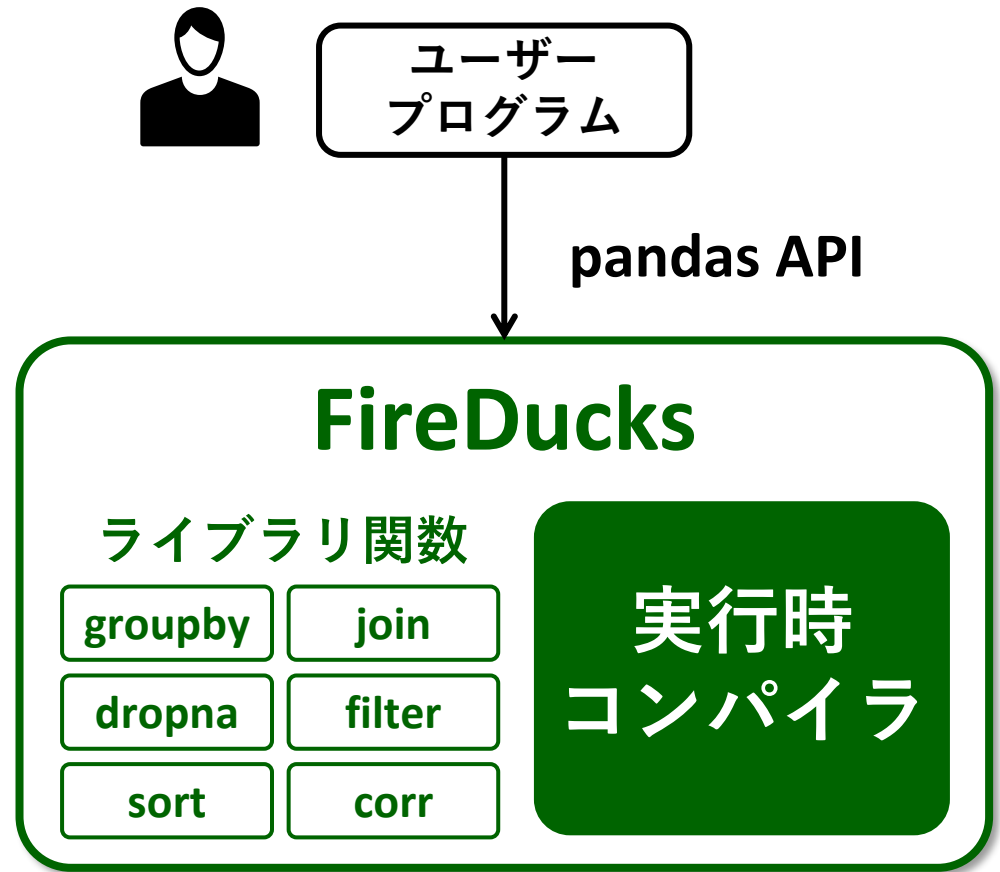 ユーザー
プログラム
pandas API
FireDucks
ライブラリ関数
groupby
join
dropna
filter
sort
corr
実行時
コンパイラ